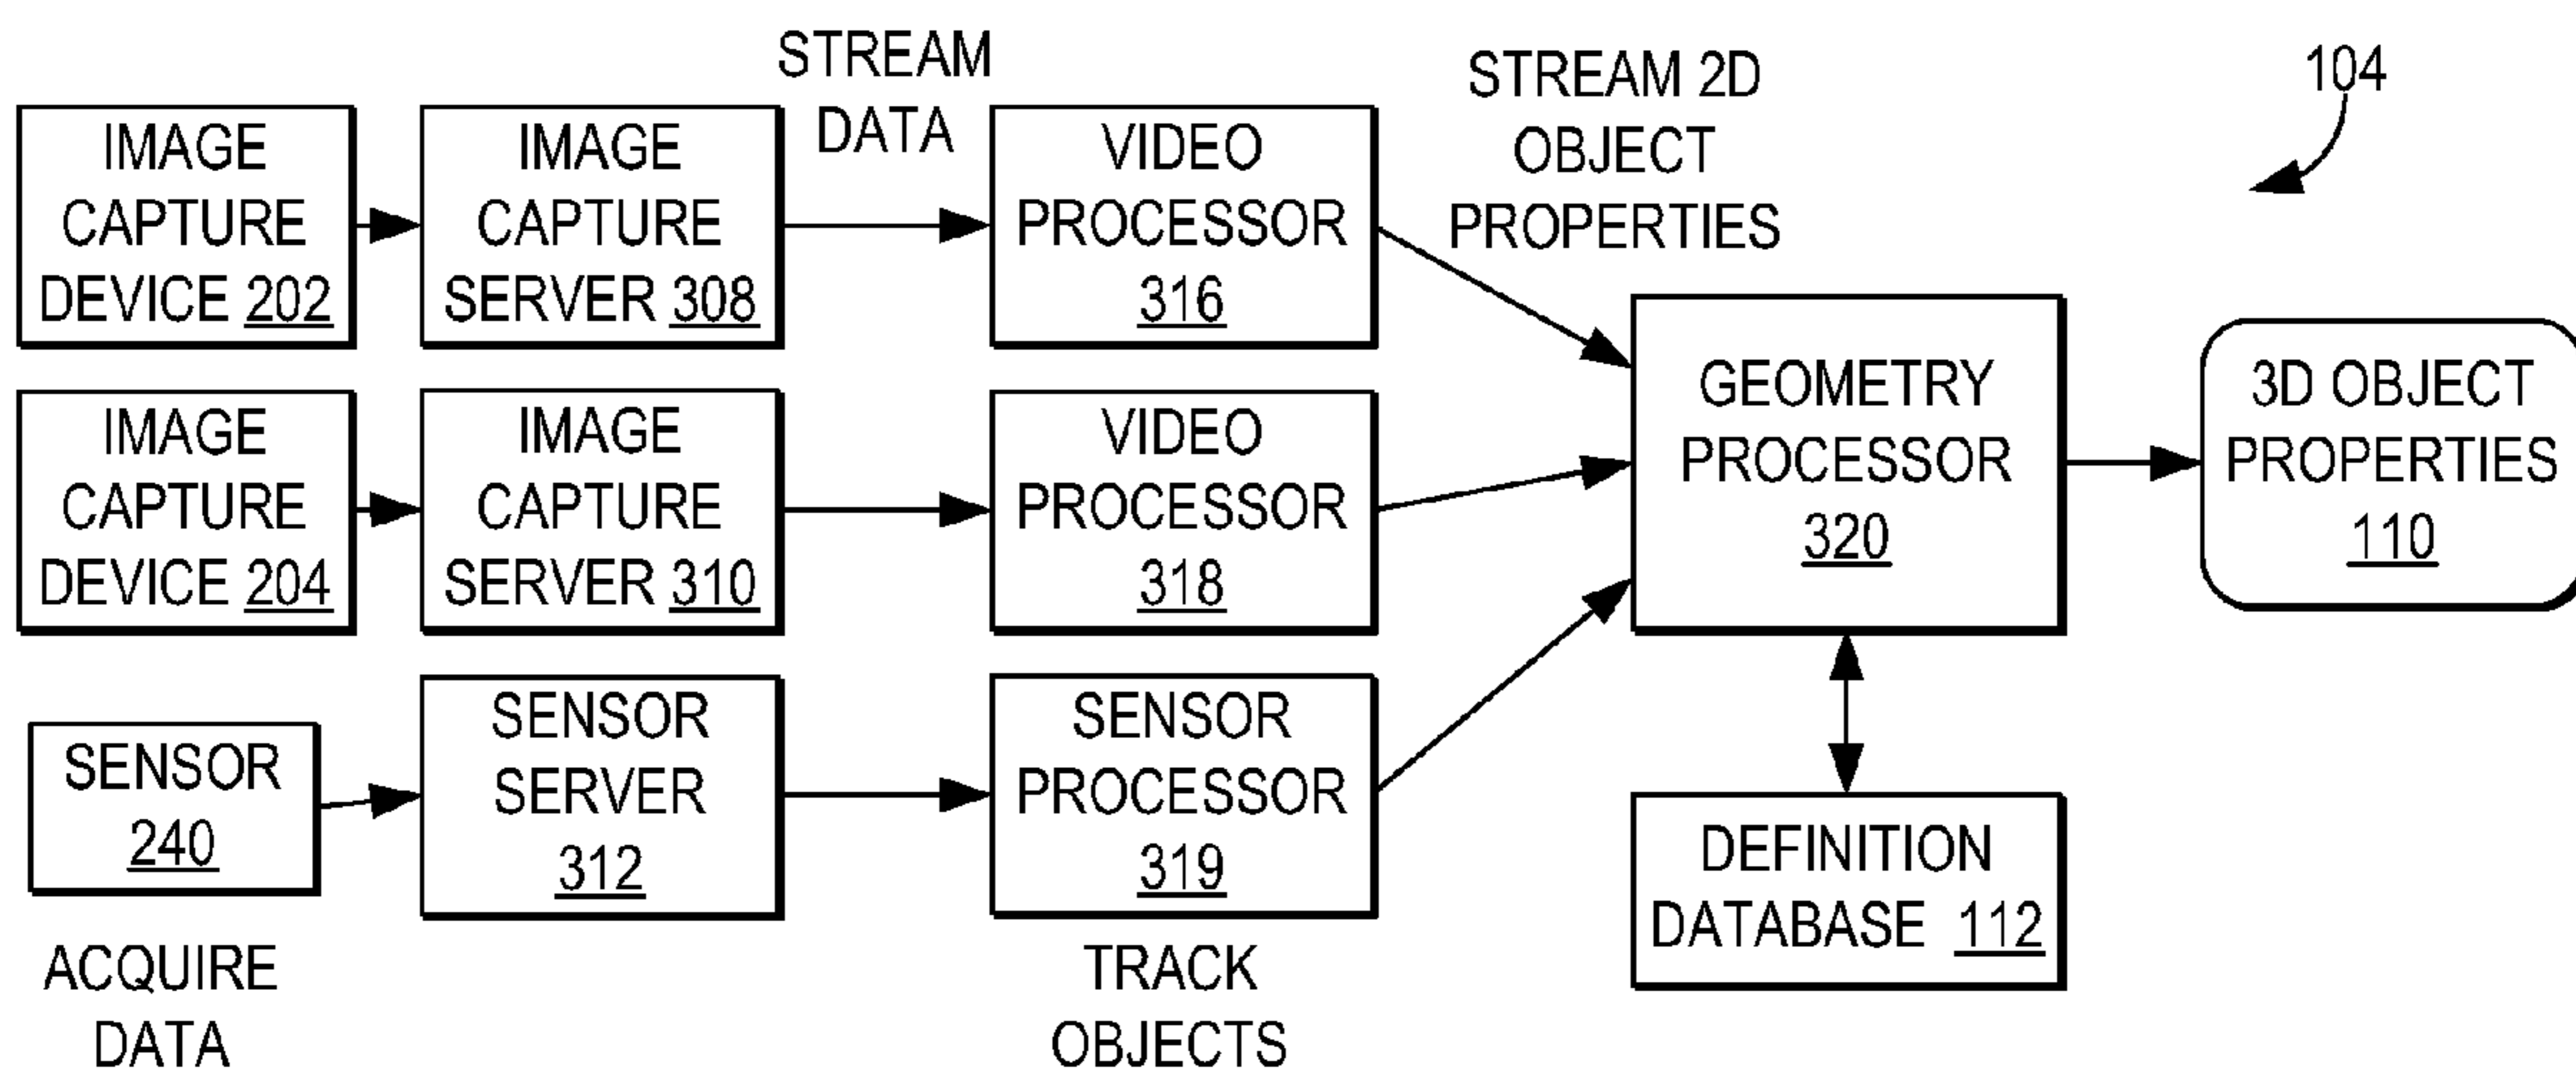 STREAM
DATA
STREAM 2D
OBJECT
PROPERTIES
104
IMAGE
CAPTURE
DEVICE 202
IMAGE
CAPTURE
SERVER 308
VIDEO
PROCESSOR
316
IMAGE
CAPTURE
DEVICE 204
IMAGE
CAPTURE
SERVER 310
VIDEO
PROCESSOR
318
GEOMETRY
PROCESSOR
320
3D OBJECT
PROPERTIES
110
SENSOR
240
SENSOR
SERVER
312
SENSOR
PROCESSOR
319
DEFINITION
DATABASE 112
ACQUIRE
DATA
TRACK
OBJECTS